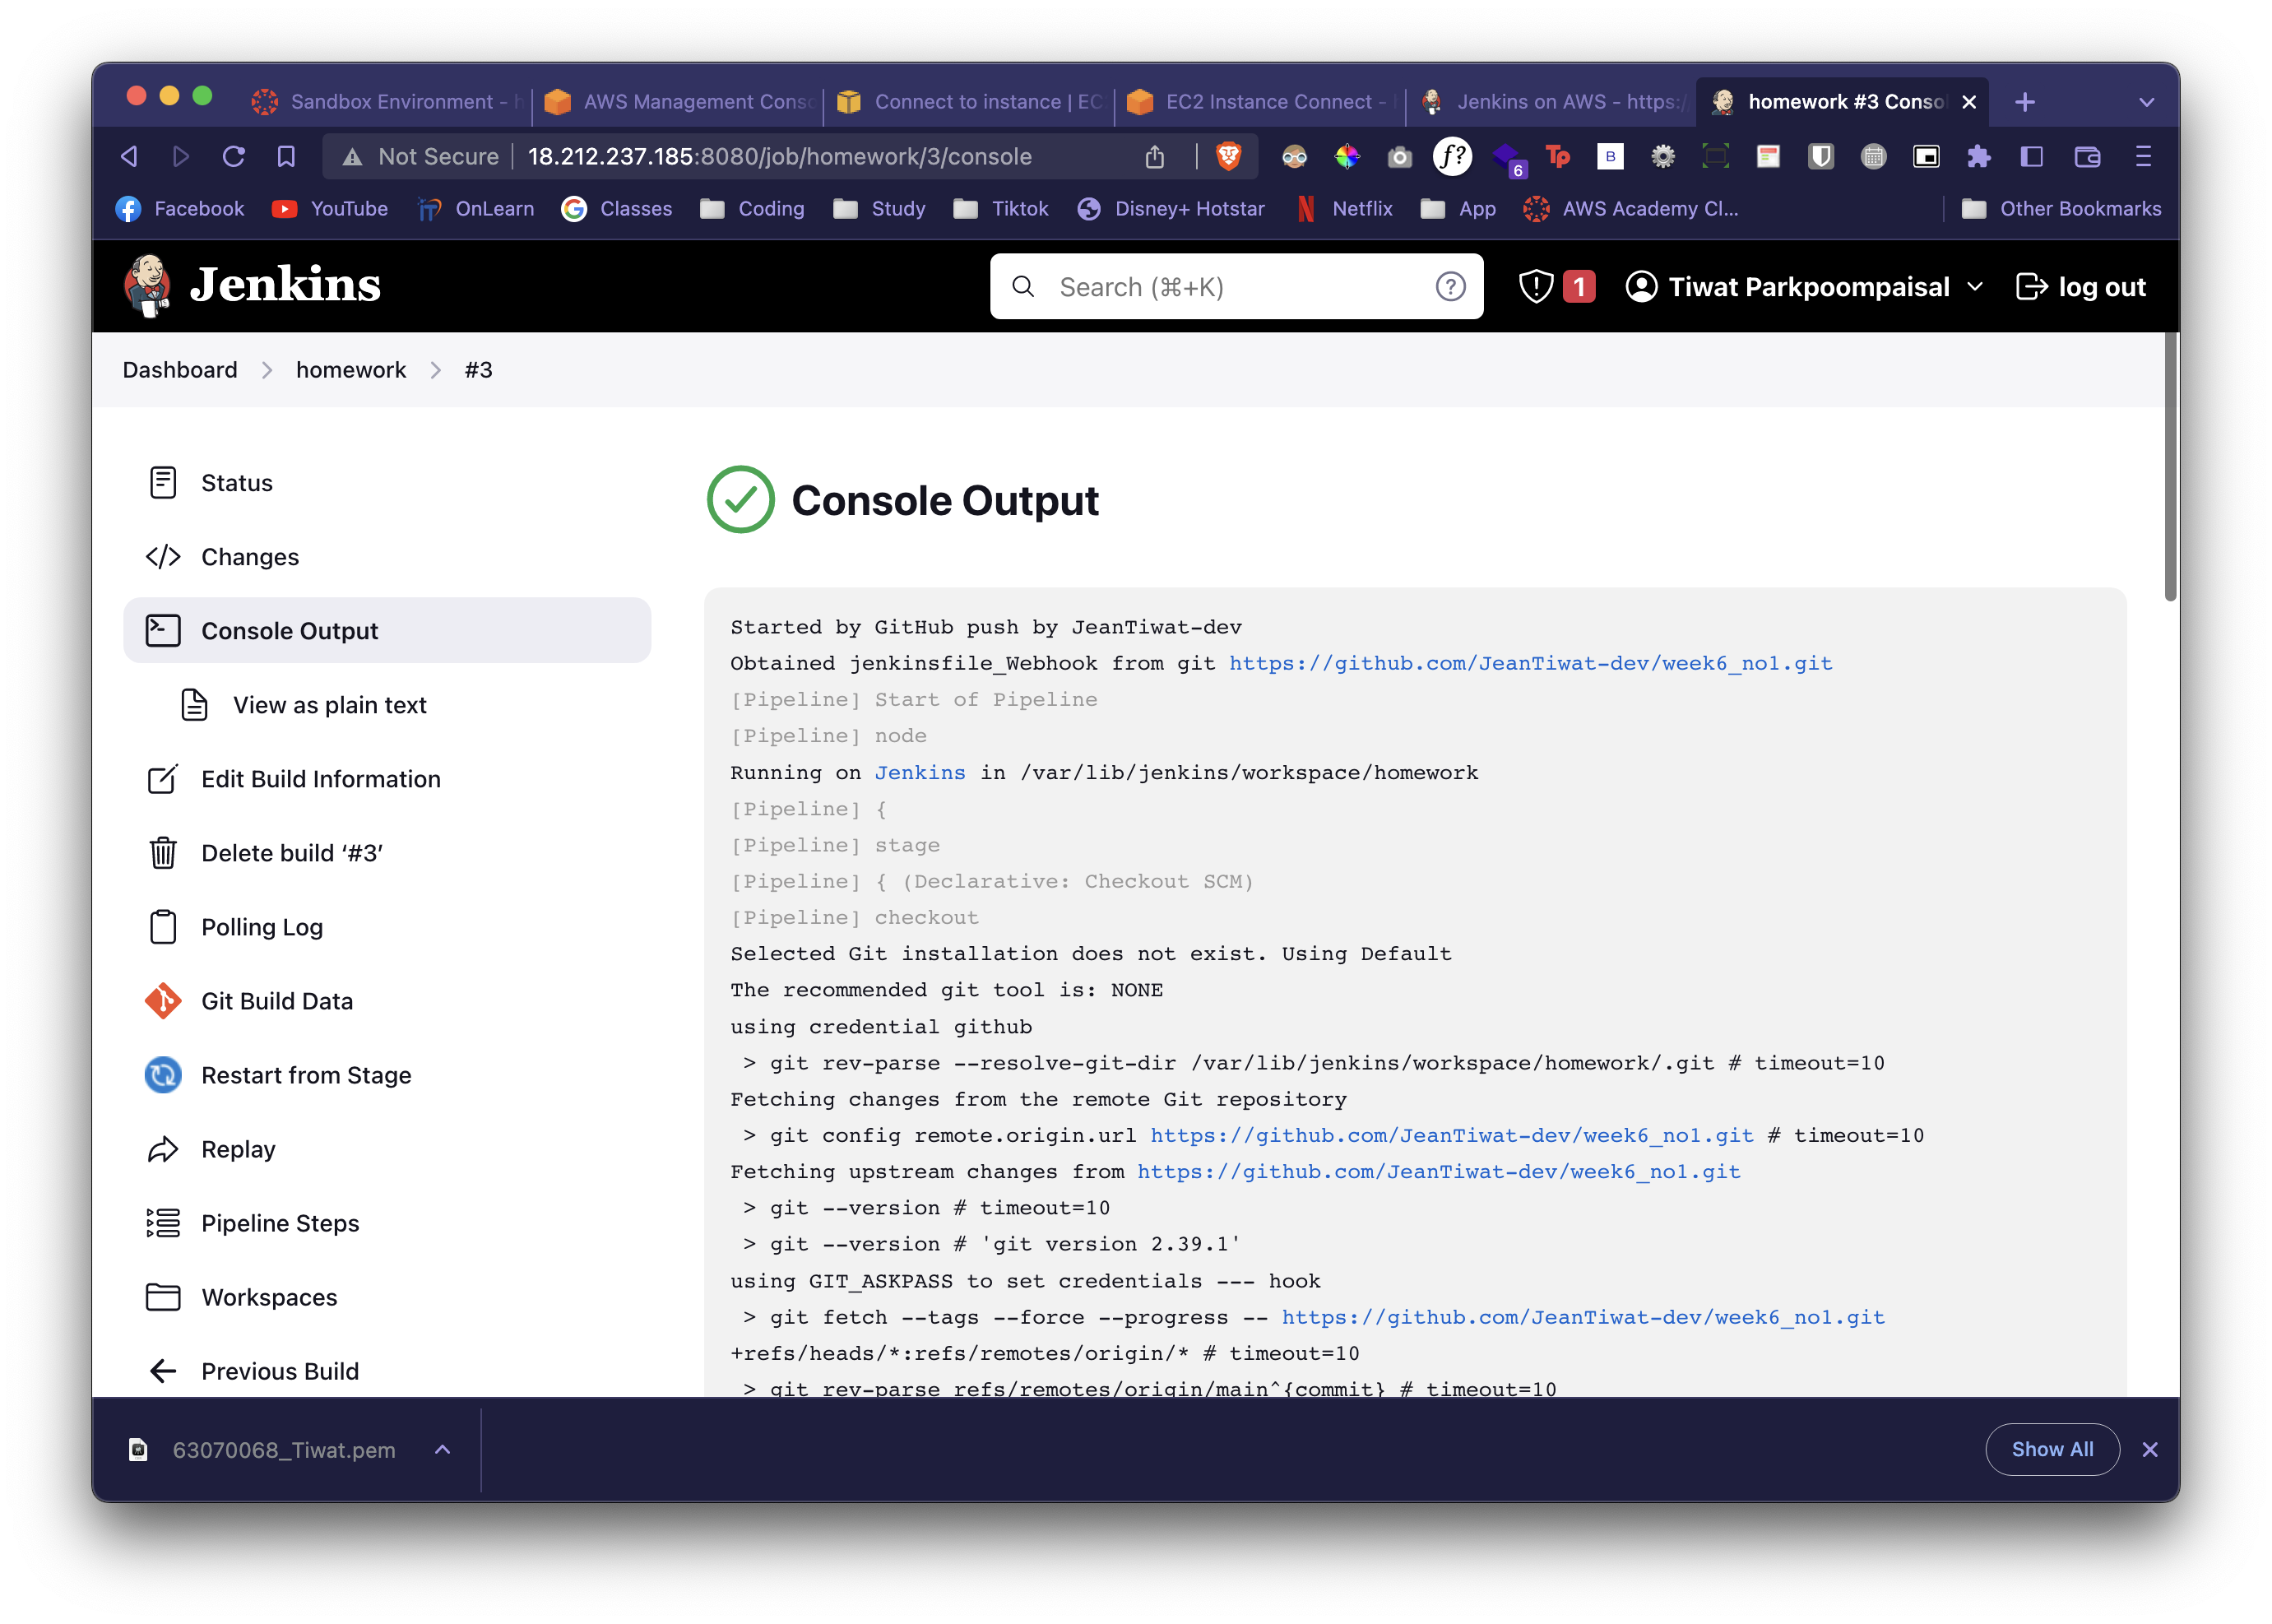 Sandbox Environment - h
AWS Management Conso
Connect to instance | EC
EC2 Instance Connect -
Jenkins on AWS - https:/
homework #3 Conso
Not Secure
18.212.237.185:8080/job/homework/3/console
f?
6
Tp
B
Facebook
YouTube
OnLearn
Classes
Coding
Study
Tiktok
Disney+ Hotstar
Netflix
App
AWS Academy Cl...
Other Bookmarks
Jenkins
Search (⌘+K)
1
Tiwat Parkpoompaisal
log out
Dashboard
homework
#3
Status
Changes
Console Output
View as plain text
Edit Build Information
Delete build ‘#3’
Polling Log
Git Build Data
Restart from Stage
Replay
Pipeline Steps
Workspaces
Previous Build
Console Output
Started by GitHub push by JeanTiwat-dev
Obtained jenkinsfile_Webhook from git https://github.com/JeanTiwat-dev/week6_no1.git
[Pipeline] Start of Pipeline
[Pipeline] node
Running on Jenkins in /var/lib/jenkins/workspace/homework
[Pipeline] {
[Pipeline] stage
[Pipeline] { (Declarative: Checkout SCM)
[Pipeline] checkout
Selected Git installation does not exist. Using Default
The recommended git tool is: NONE
using credential github
> git rev-parse --resolve-git-dir /var/lib/jenkins/workspace/homework/.git # timeout=10
Fetching changes from the remote Git repository
> git config remote.origin.url https://github.com/JeanTiwat-dev/week6_no1.git # timeout=10
Fetching upstream changes from https://github.com/JeanTiwat-dev/week6_no1.git
> git --version # timeout=10
> git --version # 'git version 2.39.1'
using GIT_ASKPASS to set credentials --- hook
> git fetch --tags --force --progress -- https://github.com/JeanTiwat-dev/week6_no1.git
+refs/heads/*:refs/remotes/origin/* # timeout=10
> git rev-parse refs/remotes/origin/main^{commit} # timeout=10
63070068_Tiwat.pem
Show All